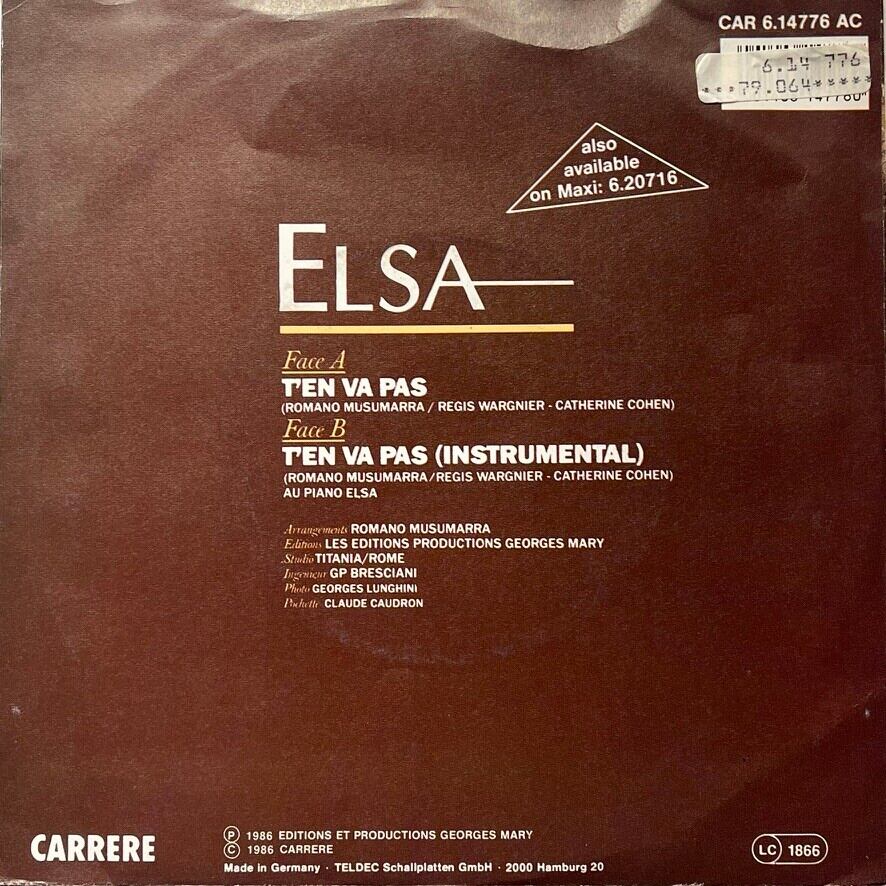 CAR 6.14776 AC
6.14 776
79.064*****
also
available
on Maxi: 6.20716
ELSA
Face A
T'EN VA PAS
(ROMANO MUSUMARRA / REGIS WARGNIER - CATHERINE COHEN)
Face B
T'EN VA PAS (INSTRUMENTAL)
(ROMANO MUSUMARRA / REGIS WARGNIER - CATHERINE COHEN)
AU PIANO ELSA
Arrangements ROMANO MUSUMARRA
Editions LES EDITIONS PRODUCTIONS GEORGES MARY
Studio TITANIA/ROME
Ingenieur GP BRESCIANI
Photo GEORGES LUNGHINI
Pochette CLAUDE CAUDRON
CARRERE
Ⓟ 1986 EDITIONS ET PRODUCTIONS GEORGES MARY
© 1986 CARRERE
Made in Germany · TELDEC Schallplatten GmbH · 2000 Hamburg 20
LC 1866